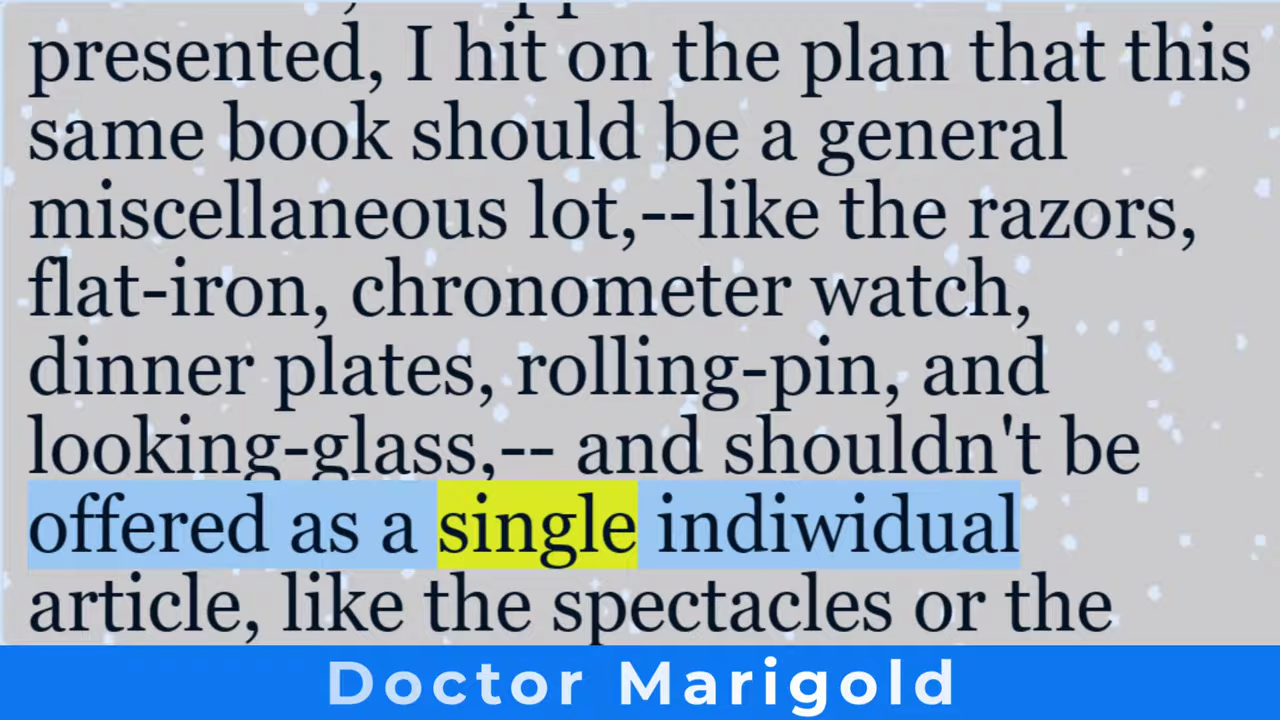 presented, I hit on the plan that this
same book should be a general
miscellaneous lot,--like the razors,
flat-iron, chronometer watch,
dinner plates, rolling-pin, and
looking-glass,-- and shouldn't be
offered as a single indiwidual
article, like the spectacles or the
Doctor Marigold